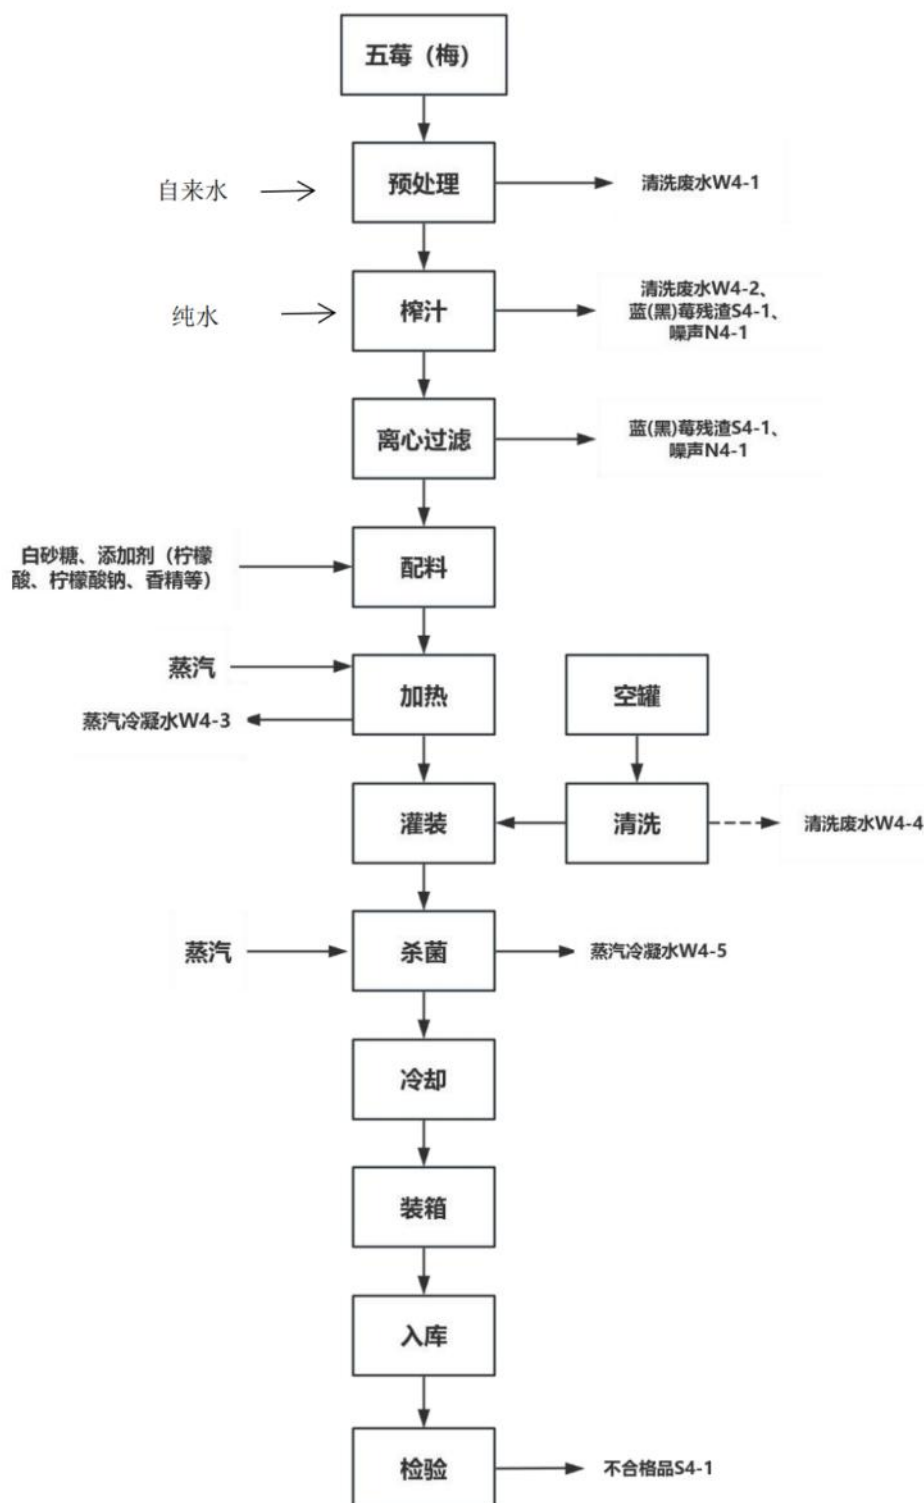 五莓（梅）
自来水
预处理
清洗废水W4-1
纯水
榨汁
清洗废水W4-2、
蓝(黑)莓残渣S4-1、
噪声N4-1
离心过滤
蓝(黑)莓残渣S4-1、
噪声N4-1
白砂糖、添加剂（柠檬
酸、柠檬酸钠、香精等）
配料
蒸汽
加热
蒸汽冷凝水W4-3
空罐
灌装
清洗
清洗废水W4-4
蒸汽
杀菌
蒸汽冷凝水W4-5
冷却
装箱
入库
检验
不合格品S4-1